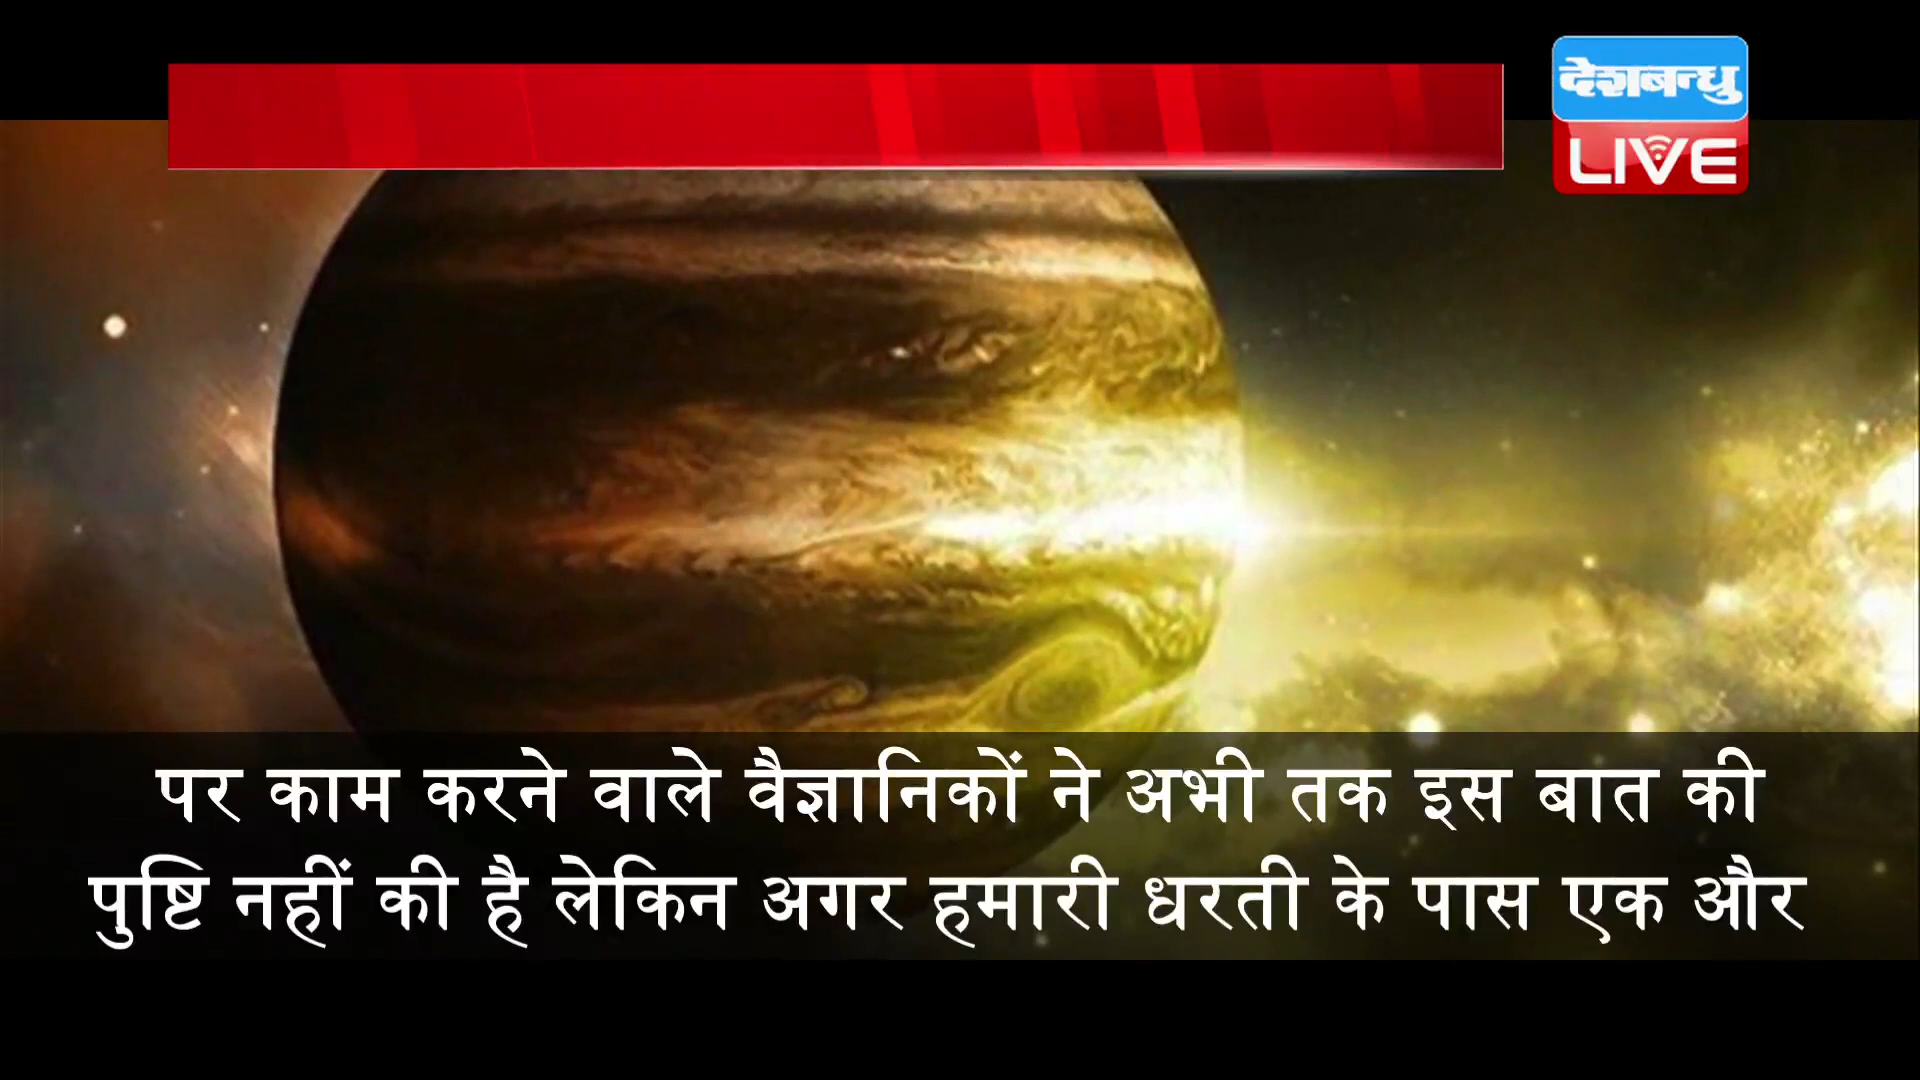 देशबन्धु
LIVE
पर काम करने वाले वैज्ञानिकों ने अभी तक इस बात की
पुष्टि नहीं की है लेकिन अगर हमारी धरती के पास एक और